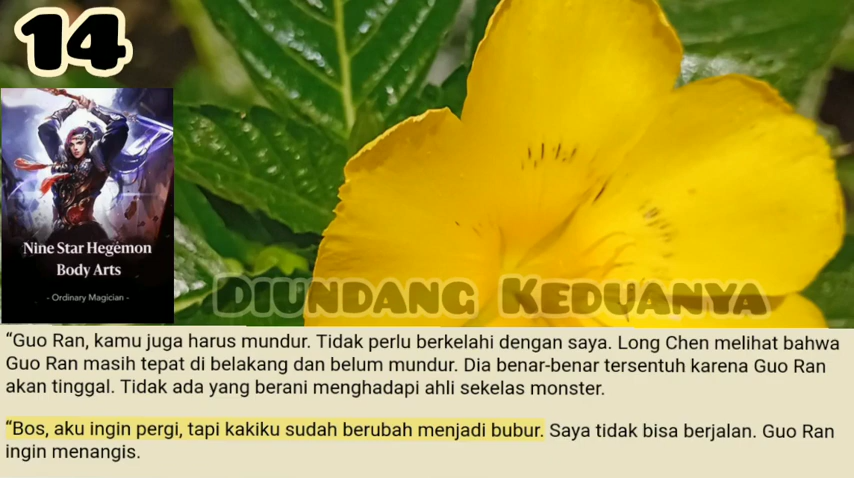 14
Nine Star Hegemon
Body Arts
- Ordinary Magician -
Diundang Keduanya
“Guo Ran, kamu juga harus mundur. Tidak perlu berkelahi dengan saya. Long Chen melihat bahwa
Guo Ran masih tepat di belakang dan belum mundur. Dia benar-benar tersentuh karena Guo Ran
akan tinggal. Tidak ada yang berani menghadapi ahli sekelas monster.
“Bos, aku ingin pergi, tapi kakiku sudah berubah menjadi bubur. Saya tidak bisa berjalan. Guo Ran
ingin menangis.